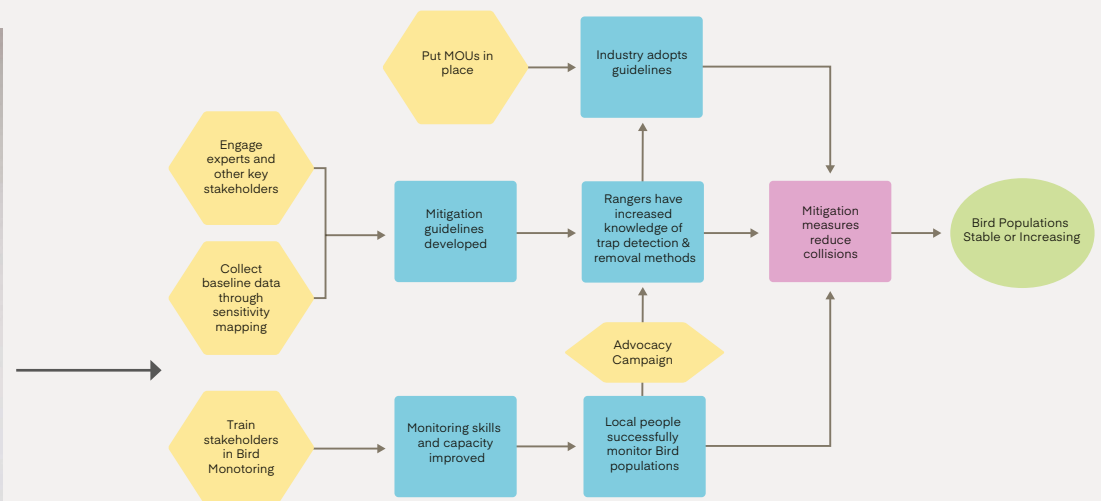 Put MOUs in
place
Industry adopts
guidelines
Engage
experts and
other key
stakeholders
Mitigation
guidelines
developed
Rangers have
increased
knowledge of
trap detection &
removal methods
Mitigation
measures
reduce
collisions
Bird Populations
Stable or Increasing
Collect
baseline data
through
sensitivity
mapping
Advocacy
Campaign
Train
stakeholders
in Bird
Monotoring
Monitoring skills
and capacity
improved
Local people
successfully
monitor Bird
populations